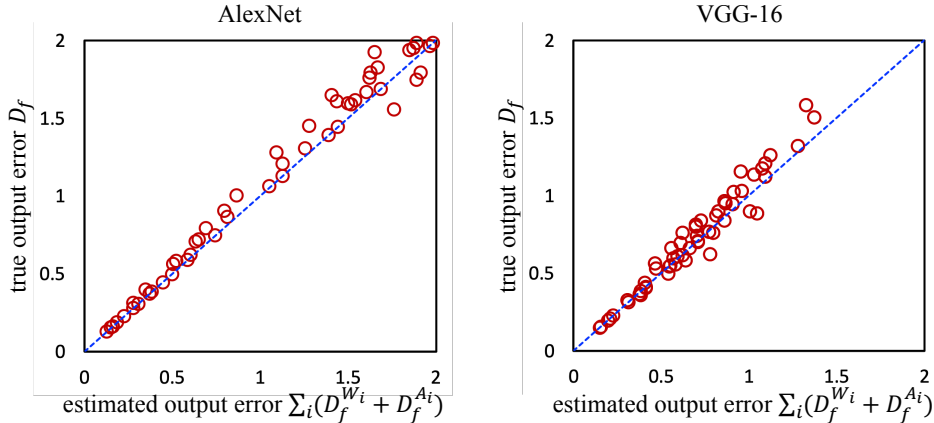 AlexNet
true output error D_f
2
1.5
1
0.5
0
0 0.5 1 1.5 2
estimated output error ∑_i(D_f^{W_i} + D_f^{A_i})
VGG-16
true output error D_f
2
1.5
1
0.5
0
0 0.5 1 1.5 2
estimated output error ∑_i(D_f^{W_i} + D_f^{A_i})